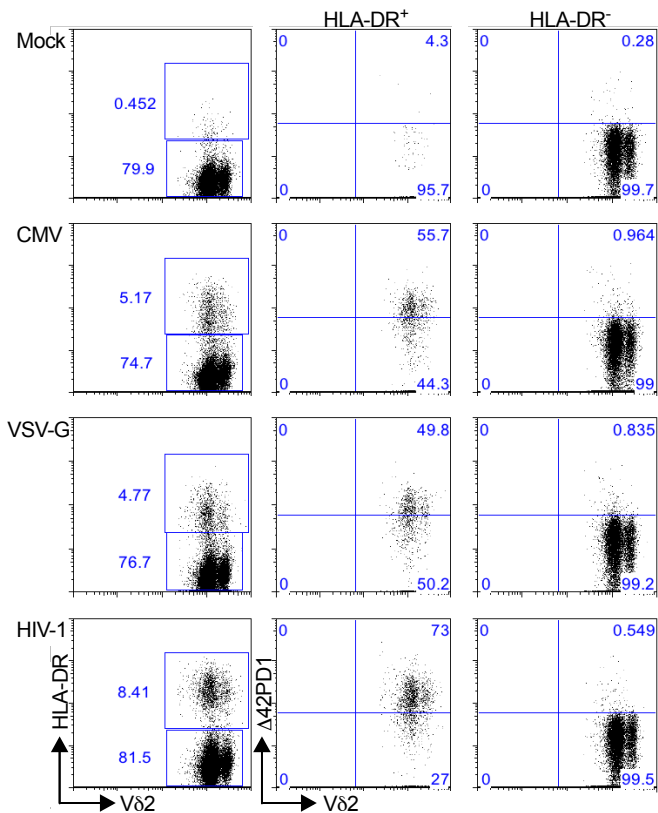 HLA-DR⁺ HLA-DR⁻
Mock
0.452
79.9
0 4.3
0 95.7
0 0.28
0 99.7
CMV
5.17
74.7
0 55.7
0 44.3
0 0.964
0 99
VSV-G
4.77
76.7
0 49.8
0 50.2
0 0.835
0 99.2
HIV-1
8.41
81.5
0 73
0 27
0 0.549
0 99.5
HLA-DR
Vδ2
Δ42PD1
Vδ2